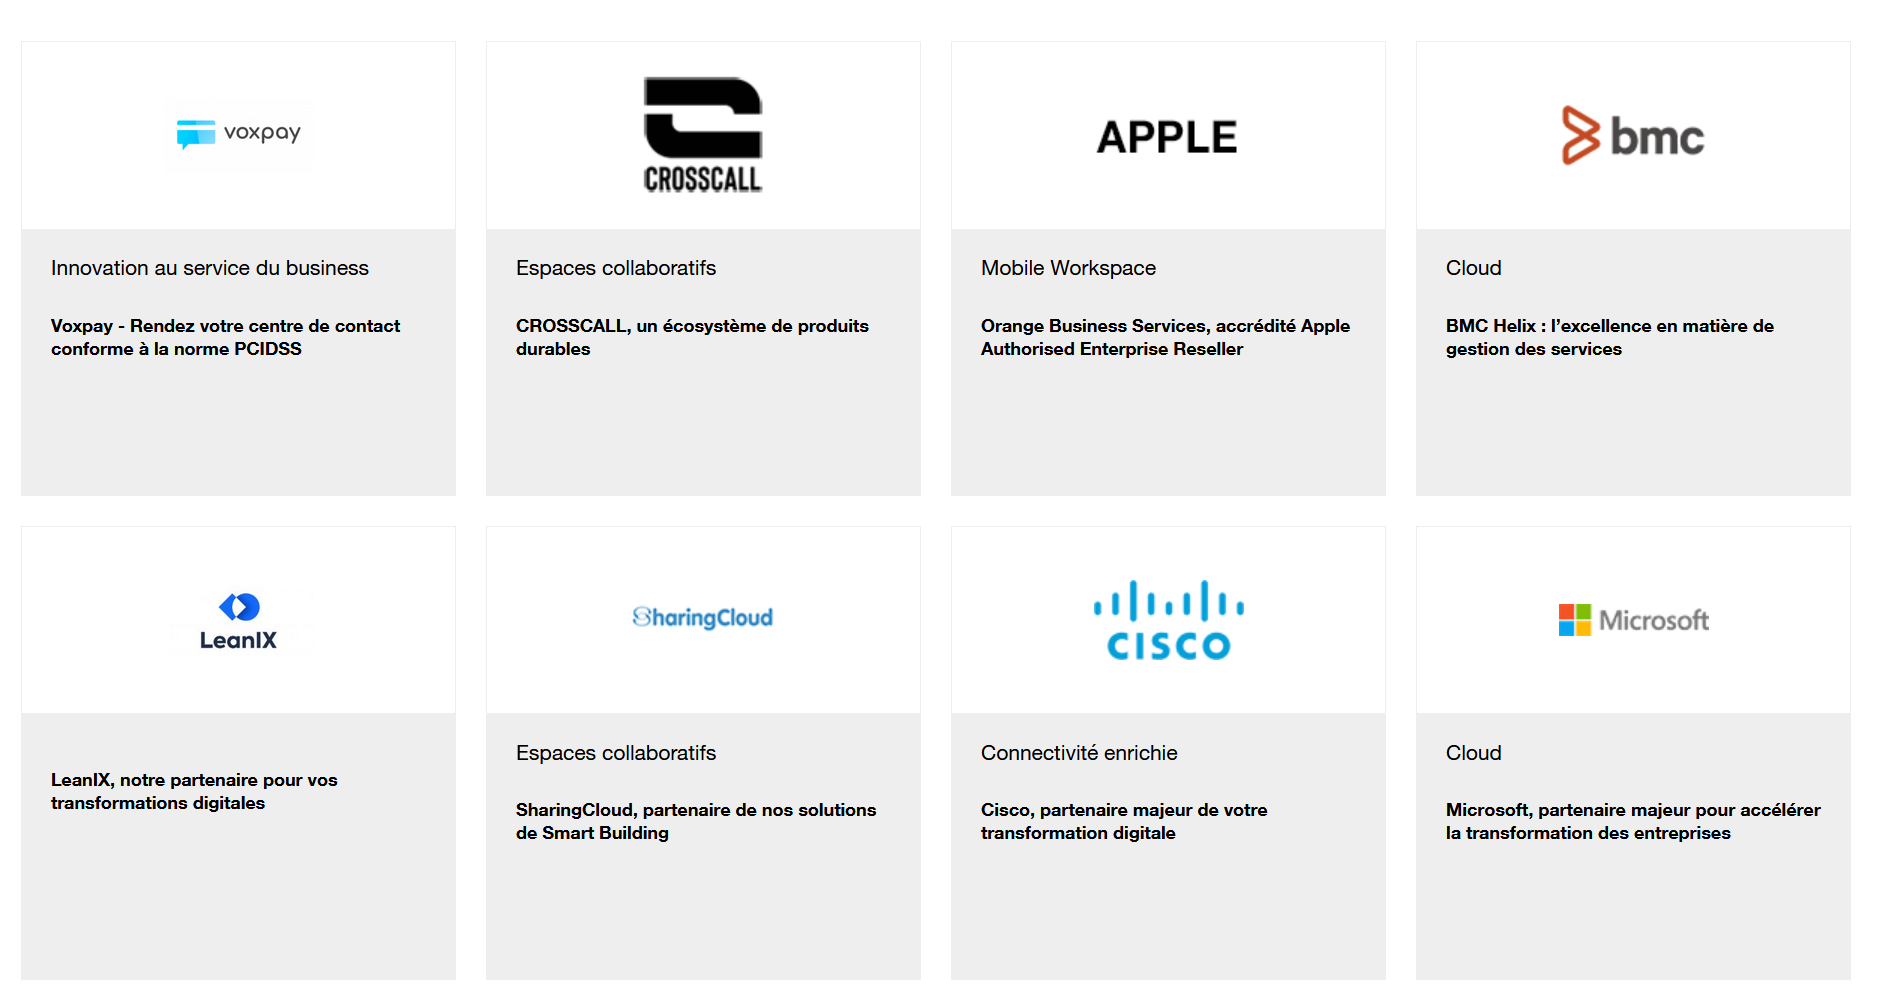 voxpay
Innovation au service du business
Voxpay - Rendez votre centre de contact
conforme à la norme PCIDSS
CROSSCALL
Espaces collaboratifs
CROSSCALL, un écosystème de produits
durables
APPLE
Mobile Workspace
Orange Business Services, accrédité Apple
Authorised Enterprise Reseller
bmc
Cloud
BMC Helix : l’excellence en matière de
gestion des services
LeanIX
LeanIX, notre partenaire pour vos
transformations digitales
SharingCloud
Espaces collaboratifs
SharingCloud, partenaire de nos solutions
de Smart Building
CISCO
Connectivité enrichie
Cisco, partenaire majeur de votre
transformation digitale
Microsoft
Cloud
Microsoft, partenaire majeur pour accélérer
la transformation des entreprises